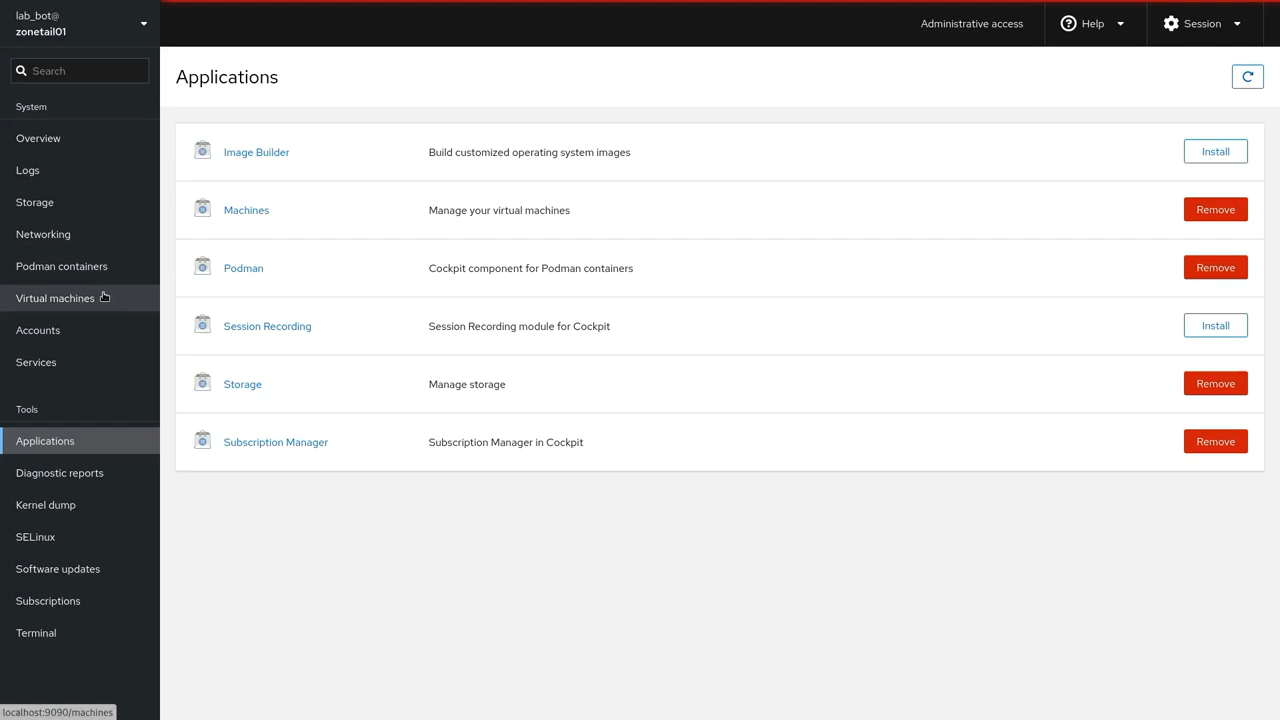 lab_bot@
zonetail01
Administrative access
Help
Session
Search
Applications
System
Overview
Logs
Storage
Networking
Podman containers
Virtual machines
Accounts
Services
Tools
Applications
Diagnostic reports
Kernel dump
SELinux
Software updates
Subscriptions
Terminal
Image Builder Build customized operating system images Install
Machines Manage your virtual machines Remove
Podman Cockpit component for Podman containers Remove
Session Recording Session Recording module for Cockpit Install
Storage Manage storage Remove
Subscription Manager Subscription Manager in Cockpit Remove
localhost:9090/machines